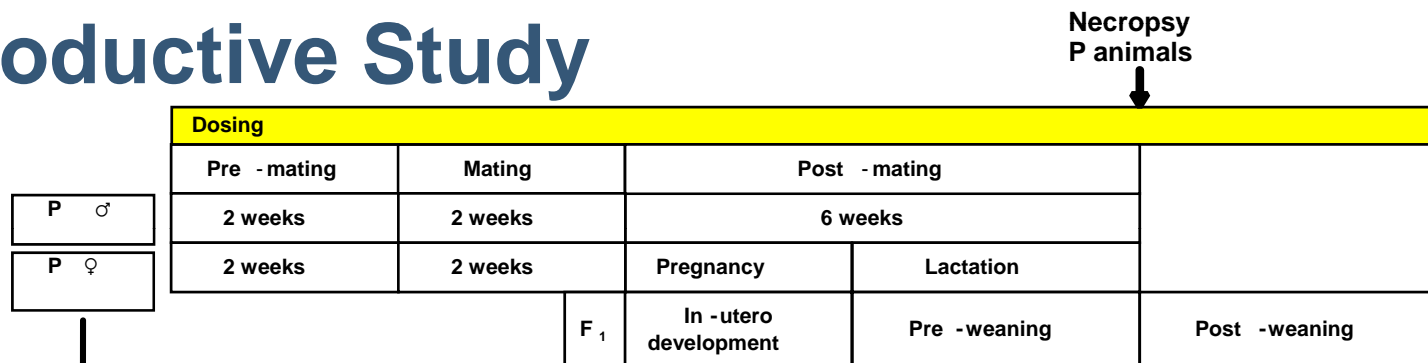 oductive Study
Necropsy
P animals
Dosing
Pre - mating Mating Post - mating
P ♂ 2 weeks 2 weeks 6 weeks
P ♀ 2 weeks 2 weeks Pregnancy Lactation
F 1 In - utero
development Pre - weaning Post - weaning